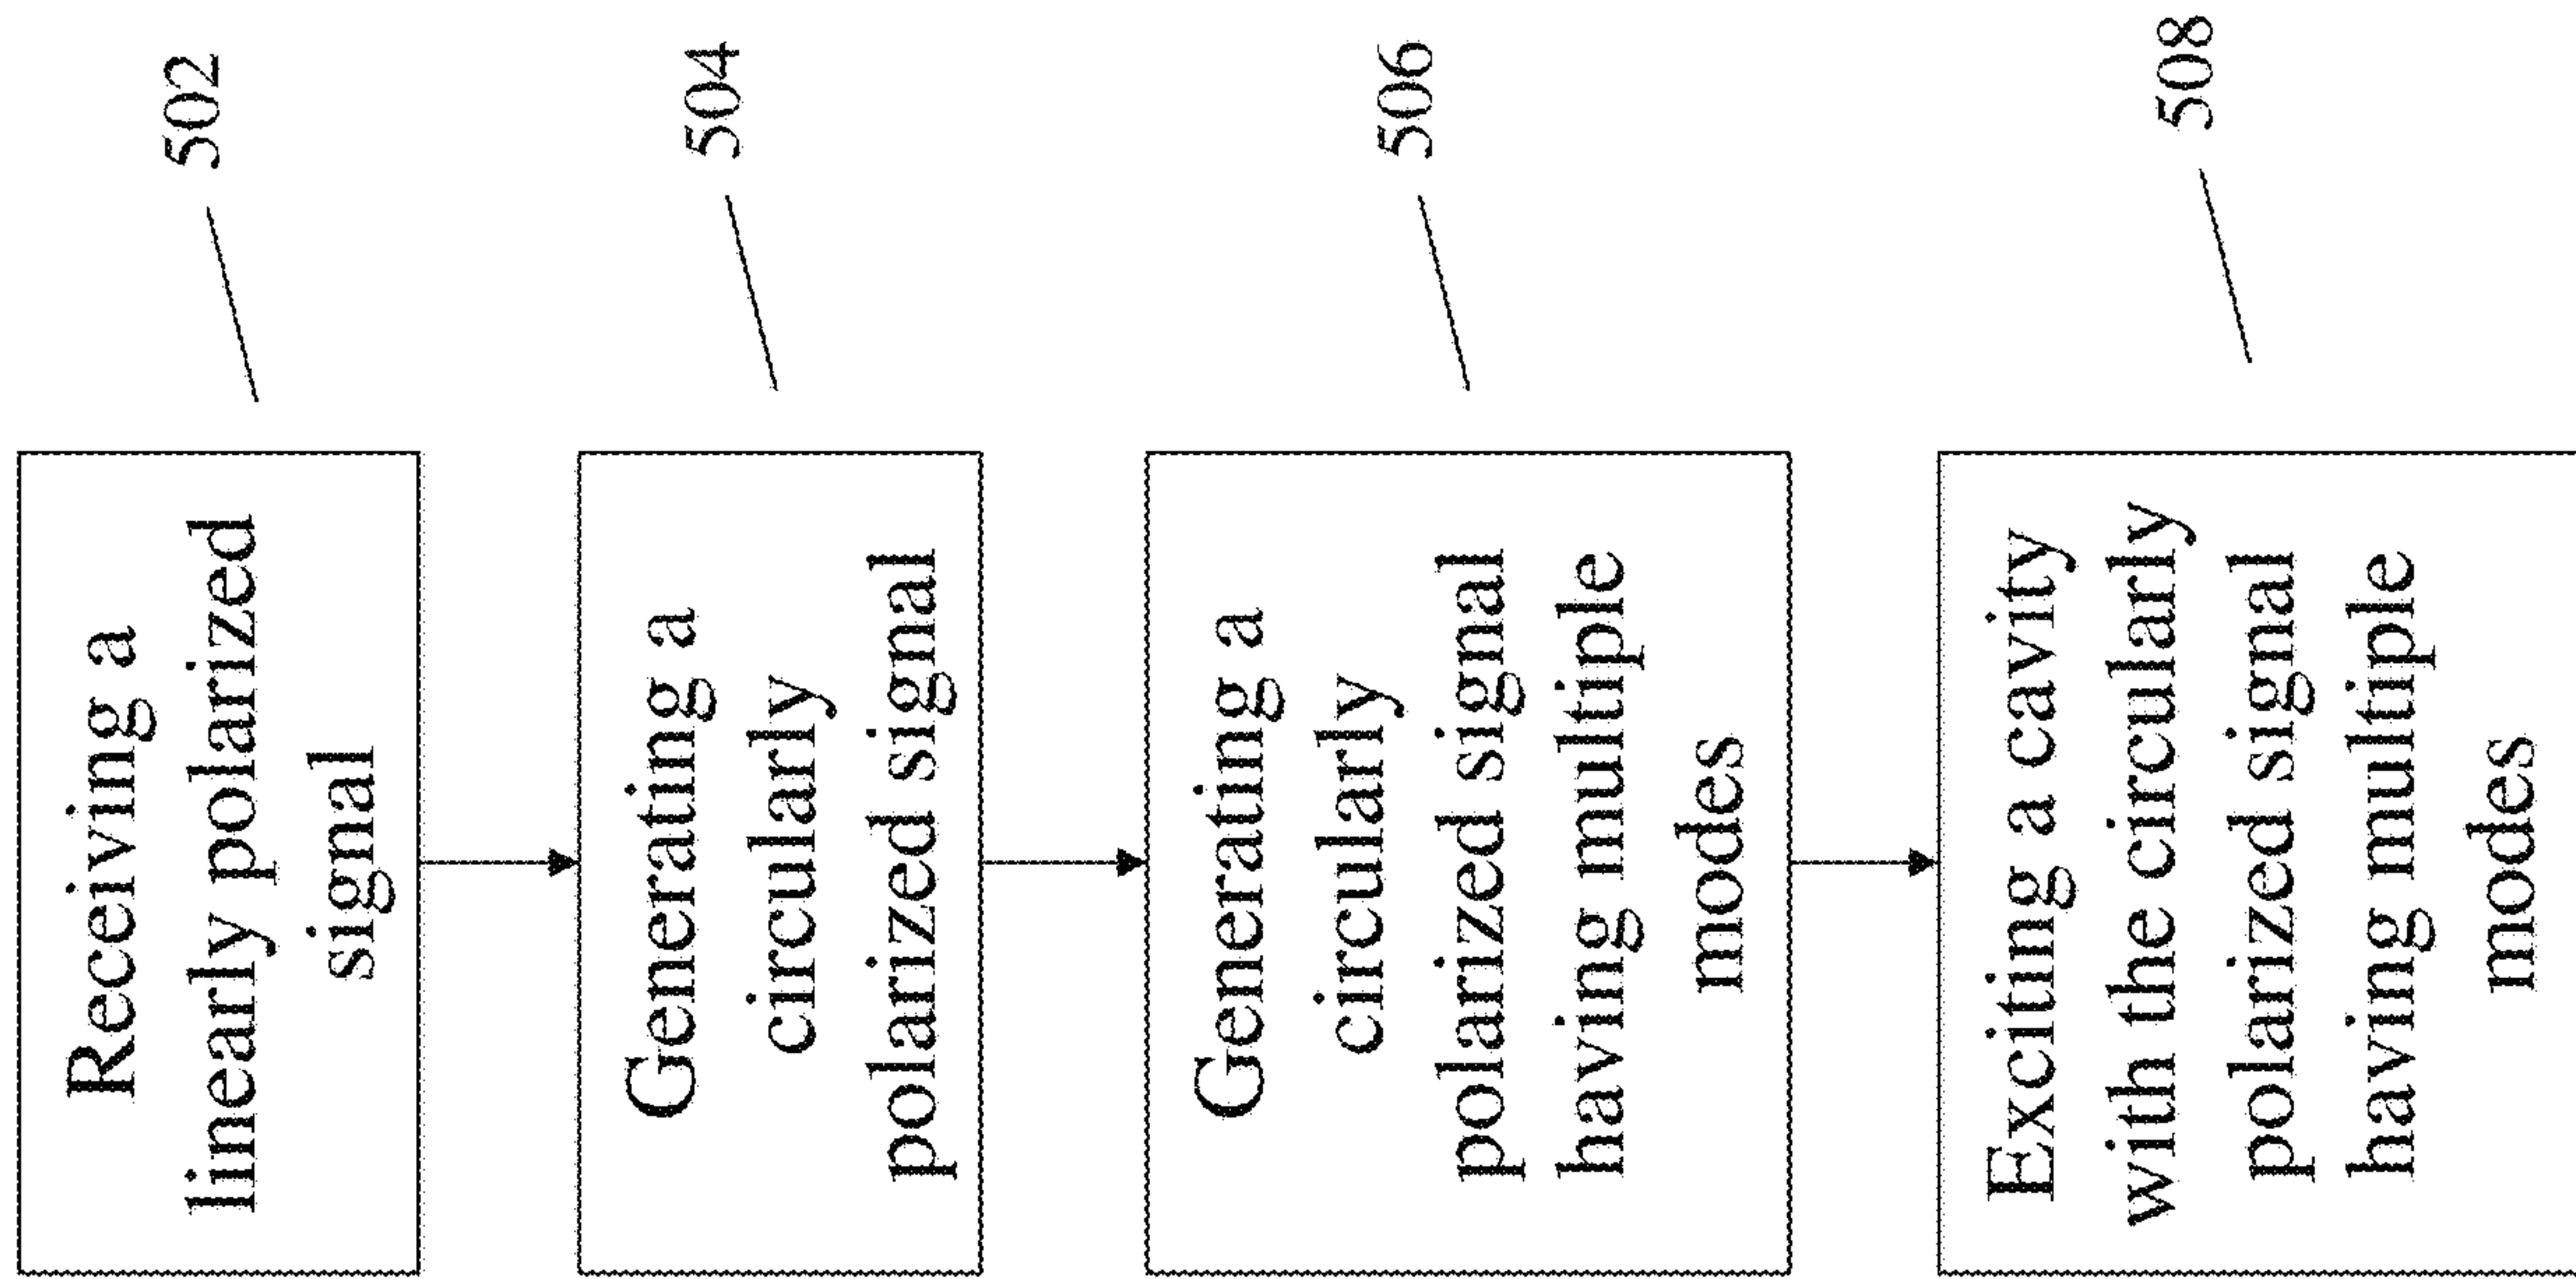 Receiving a
linearly polarized
signal
502
Generating a
circularly
polarized signal
504
Generating a
circularly
polarized signal
having multiple
modes
506
Exciting a cavity
with the circularly
polarized signal
having multiple
modes
508